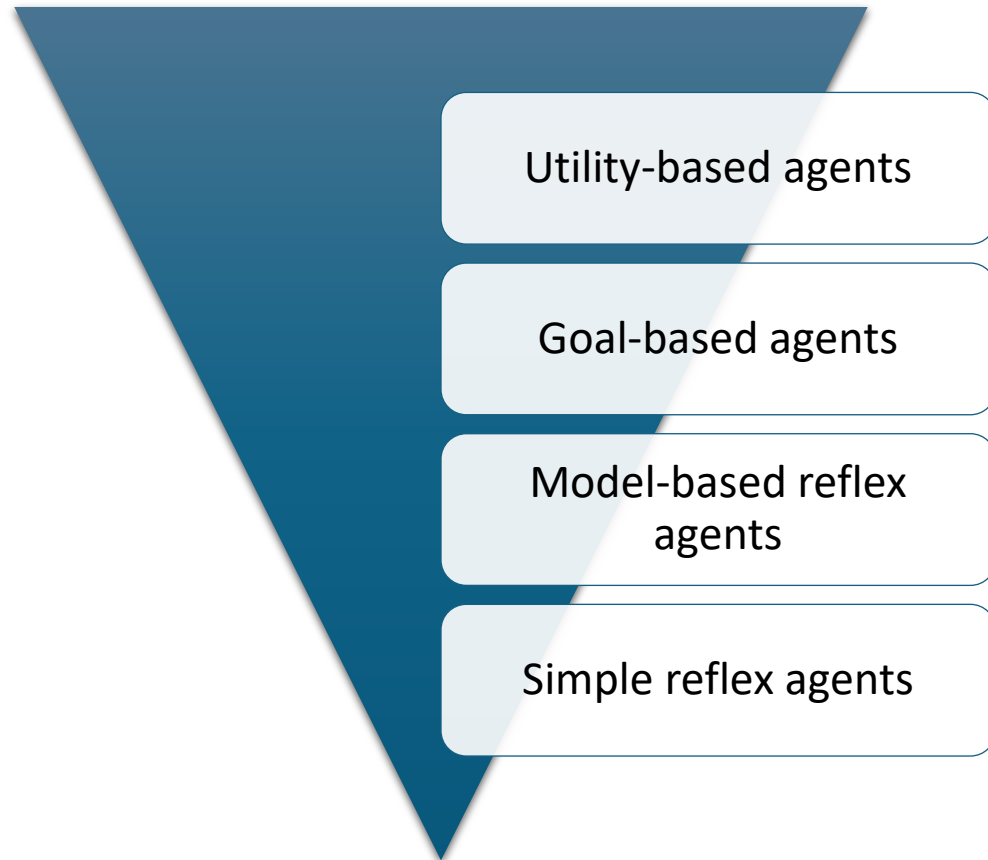 Utility-based agents
Goal-based agents
Model-based reflex
agents
Simple reflex agents